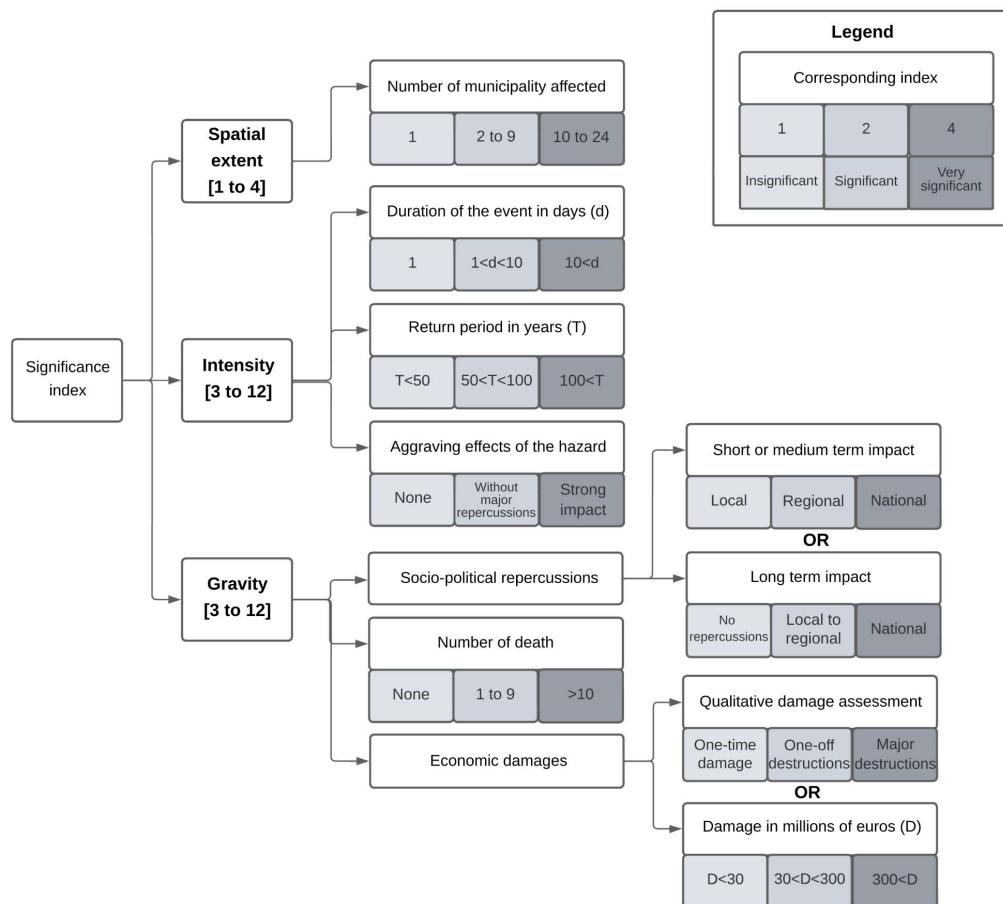 Legend
Corresponding index
1
2
4
Insignificant
Significant
Very
significant
Number of municipality affected
1
2 to 9
10 to 24
Spatial
extent
[1 to 4]
Duration of the event in days (d)
1
1<d<10
10<d
Return period in years (T)
T<50
50<T<100
100<T
Significance
index
Intensity
[3 to 12]
Aggraving effects of the hazard
None
Without
major
repercussions
Strong
impact
Short or medium term impact
Local
Regional
National
OR
Gravity
[3 to 12]
Socio-political repercussions
Long term impact
No
repercussions
Local to
regional
National
Number of death
None
1 to 9
>10
Qualitative damage assessment
One-time
damage
One-off
destructions
Major
destructions
Economic damages
OR
Damage in millions of euros (D)
D<30
30<D<300
300<D